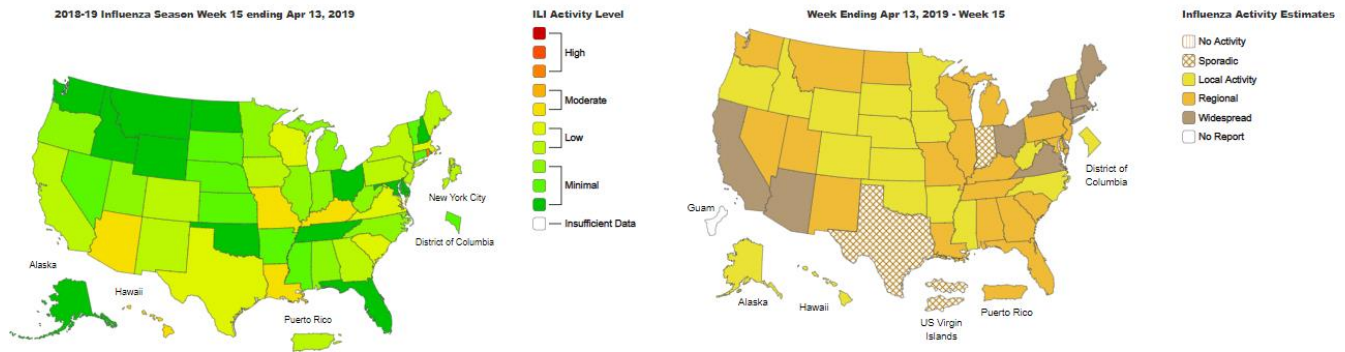 2018-19 Influenza Season Week 15 ending Apr 13, 2019
ILI Activity Level
High
Moderate
Low
Minimal
Insufficient Data
New York City
District of Columbia
Alaska
Hawaii
Puerto Rico
Week Ending Apr 13, 2019 - Week 15
Influenza Activity Estimates
No Activity
Sporadic
Local Activity
Regional
Widespread
No Report
District of
Columbia
Guam
Alaska
Hawaii
US Virgin
Islands
Puerto Rico